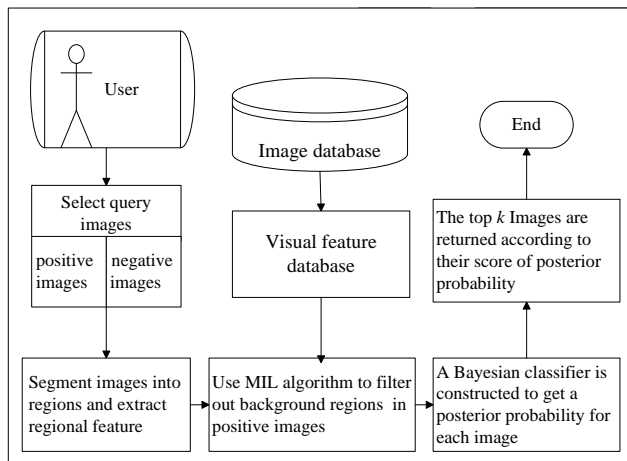 User
Select query
images
positive
images
negative
images
Segment images into
regions and extract
regional feature
Image database
Visual feature
database
Use MIL algorithm to filter
out background regions in
positive images
A Bayesian classifier is
constructed to get a
posterior probability for
each image
The top k Images are
returned according to
their score of posterior
probability
End